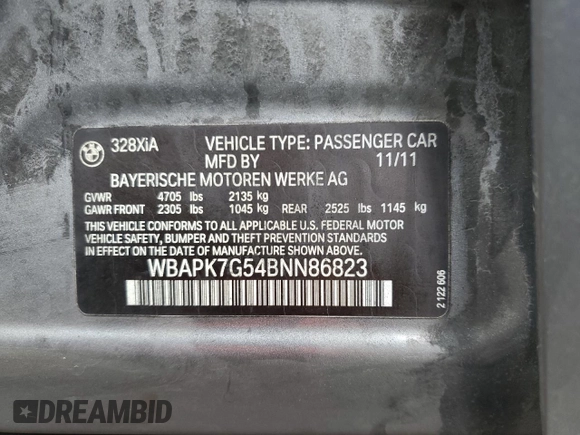 328XiA VEHICLE TYPE: PASSENGER CAR
MFD BY 11/11
BAYERISCHE MOTOREN WERKE AG
GVWR 4705 lbs 2135 kg
GAWR FRONT 2305 lbs 1045 kg REAR 2525 lbs 1145 kg
THIS VEHICLE CONFORMS TO ALL APPLICABLE U.S. FEDERAL MOTOR
VEHICLE SAFETY, BUMPER AND THEFT PREVENTION STANDARDS IN
EFFECT ON THE DATE OF MANUFACTURE SHOWN ABOVE.
WBAPK7G54BNN86823
2 122 606
DREAMBID